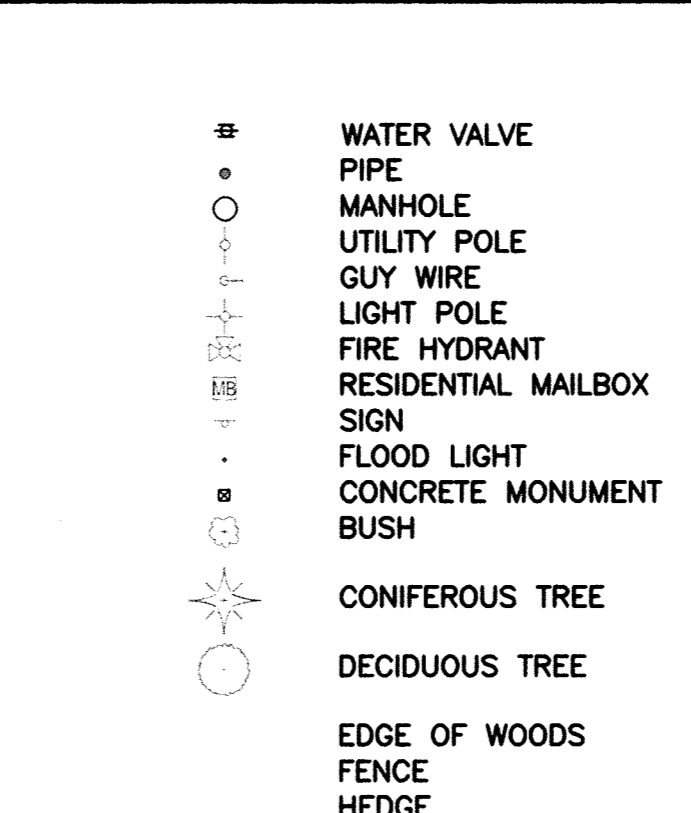 WATER VALVE
PIPE
MANHOLE
UTILITY POLE
GUY WIRE
LIGHT POLE
FIRE HYDRANT
MB RESIDENTIAL MAILBOX
SIGN
FLOOD LIGHT
CONCRETE MONUMENT
BUSH
CONIFEROUS TREE
DECIDUOUS TREE
EDGE OF WOODS
FENCE
HEDGE